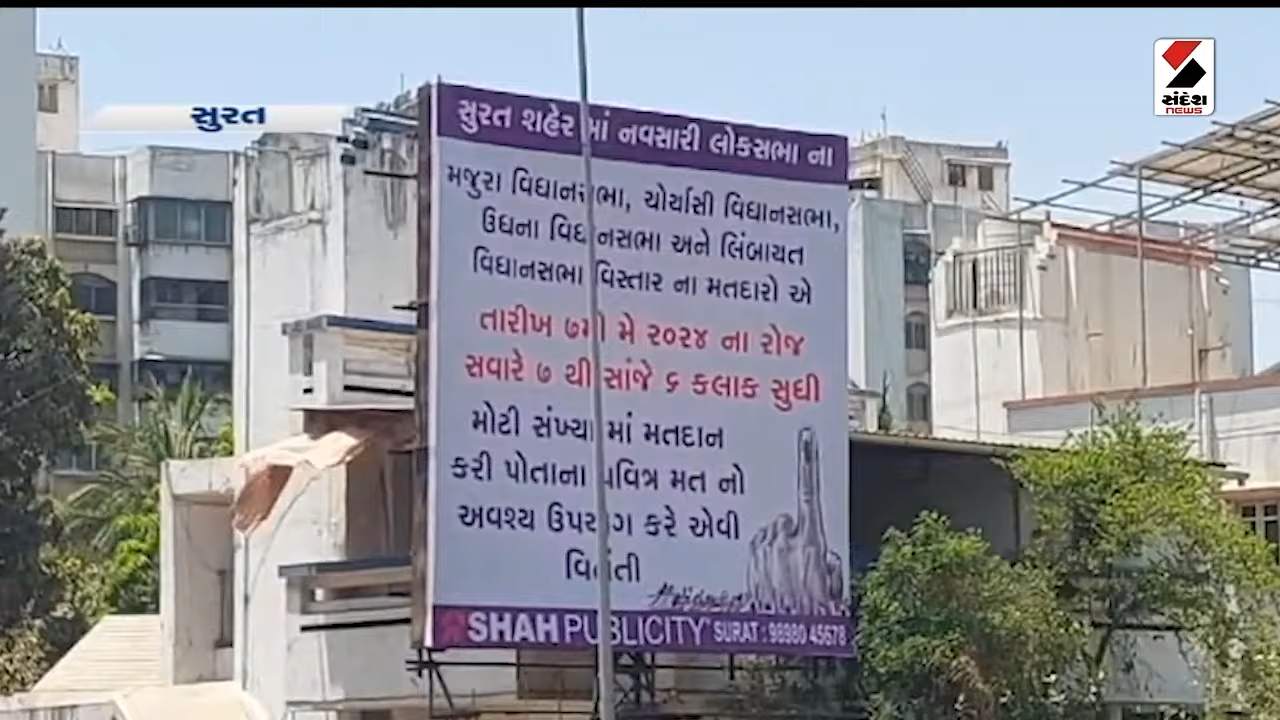 સુરત
સંદેશ
NEWS
સુરત શહેર માં નવસારી લોકસભા ના
મજુરા વિધાનસભા, ચોર્યાસી વિધાનસભા,
ઉધના વિધાનસભા અને લિંબાયત
વિધાનસભા વિસ્તાર ના મતદારો એ
તારીખ ૭મી મે ૨૦૨૪ ના રોજ
સવારે ૭ થી સાંજે ૬ કલાક સુધી
મોટી સંખ્યા માં મતદાન
કરી પોતાના પવિત્ર મત નો
અવશ્ય ઉપયોગ કરે એવી
વિનંતી
SHAH PUBLICITY SURAT : 98980 45678